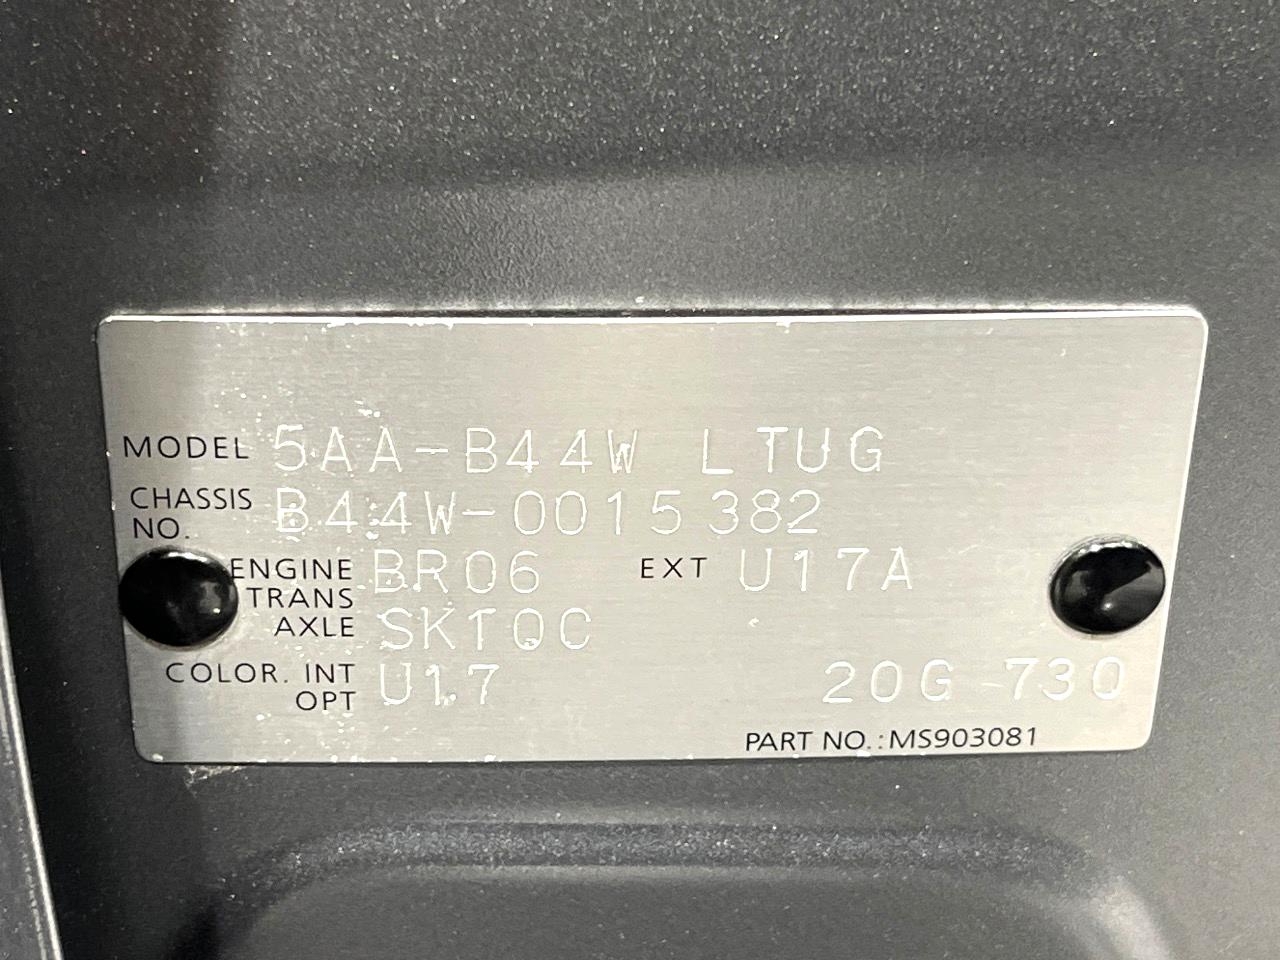 MODEL 5AA-B44W LTUG
CHASSIS NO. B44W-0015382
ENGINE BR06 EXT U17A
TRANS AXLE SKT0C
COLOR. INT OPT U17 20G-730
PART NO.:MS903081